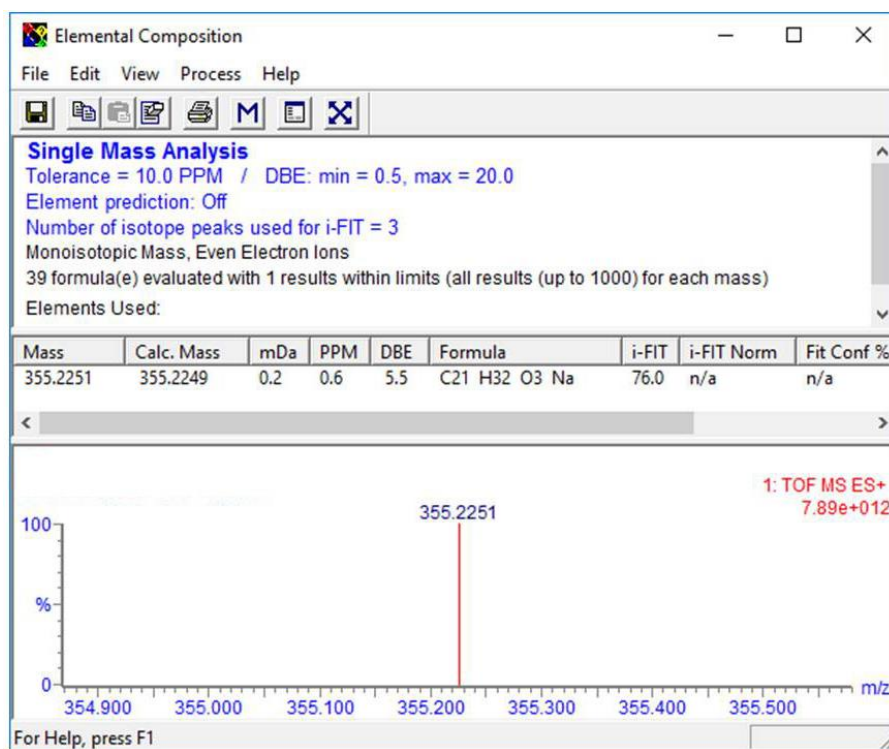 Elemental Composition
File Edit View Process Help
M
Single Mass Analysis
Tolerance = 10.0 PPM / DBE: min = 0.5, max = 20.0
Element prediction: Off
Number of isotope peaks used for i-FIT = 3
Monoisotopic Mass, Even Electron Ions
39 formula(e) evaluated with 1 results within limits (all results (up to 1000) for each mass)
Elements Used:
Mass Calc. Mass mDa PPM DBE Formula i-FIT i-FIT Norm Fit Conf %
355.2251 355.2249 0.2 0.6 5.5 C21 H32 O3 Na 76.0 n/a n/a
1: TOF MS ES+
7.89e+012
355.2251
100
%
0
m/z
354.900 355.000 355.100 355.200 355.300 355.400 355.500
For Help, press F1